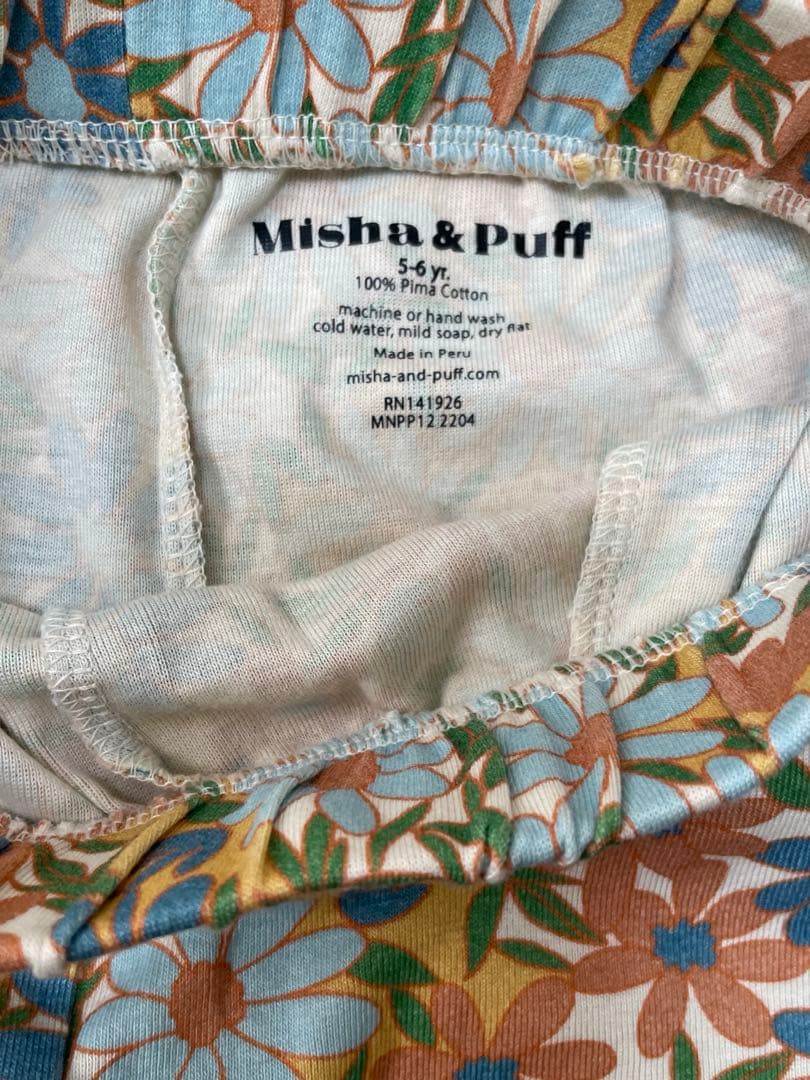 Misha & Puff
5-6 yr.
100% Pima Cotton
machine or hand wash
cold water, mild soap, dry flat
Made in Peru
misha-and-puff.com
RN141926
MNPP12 2204